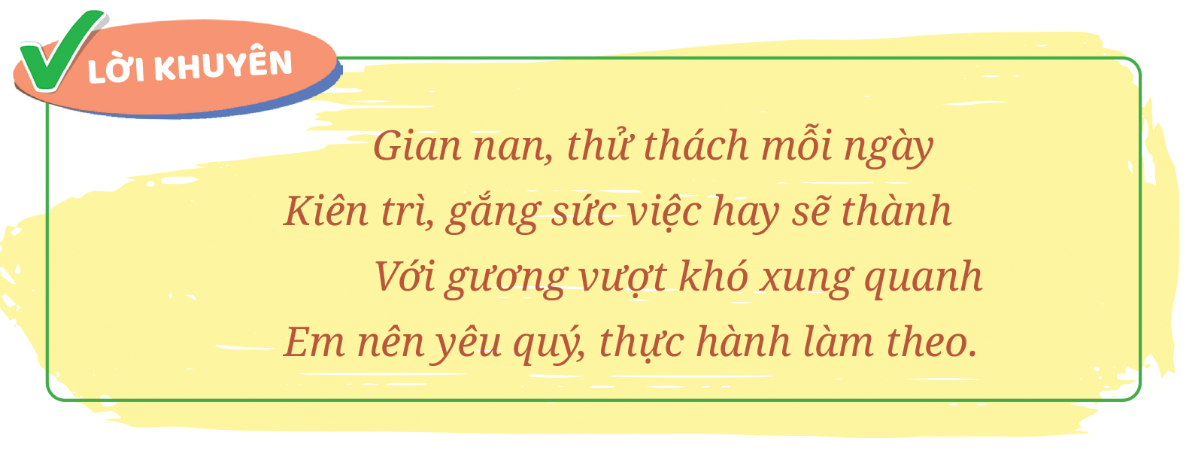 LỜI KHUYÊN
Gian nan, thử thách mỗi ngày
Kiên trì, gắng sức việc hay sẽ thành
Với gương vượt khó xung quanh
Em nên yêu quý, thực hành làm theo.